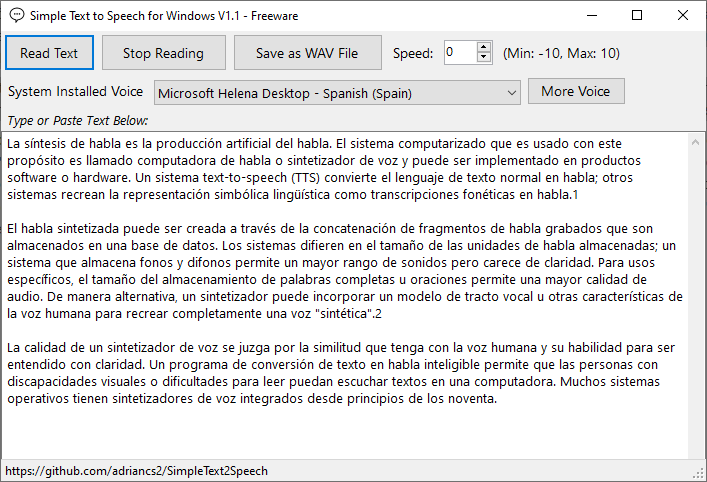 Simple Text to Speech for Windows V1.1 - Freeware
Read Text Stop Reading Save as WAV File Speed: 0 (Min: -10, Max: 10)
System Installed Voice Microsoft Helena Desktop - Spanish (Spain) More Voice
Type or Paste Text Below:
La síntesis de habla es la producción artificial del habla. El sistema computarizado que es usado con este
propósito es llamado computadora de habla o sintetizador de voz y puede ser implementado en productos
software o hardware. Un sistema text-to-speech (TTS) convierte el lenguaje de texto normal en habla; otros
sistemas recrean la representación simbólica lingüística como transcripciones fonéticas en habla.1
El habla sintetizada puede ser creada a través de la concatenación de fragmentos de habla grabados que son
almacenados en una base de datos. Los sistemas difieren en el tamaño de las unidades de habla almacenadas; un
sistema que almacena fonos y difonos permite un mayor rango de sonidos pero carece de claridad. Para usos
específicos, el tamaño del almacenamiento de palabras completas u oraciones permite una mayor calidad de
audio. De manera alternativa, un sintetizador puede incorporar un modelo de tracto vocal u otras características de
la voz humana para recrear completamente una voz "sintética".2
La calidad de un sintetizador de voz se juzga por la similitud que tenga con la voz humana y su habilidad para ser
entendido con claridad. Un programa de conversión de texto en habla inteligible permite que las personas con
discapacidades visuales o dificultades para leer puedan escuchar textos en una computadora. Muchos sistemas
operativos tienen sintetizadores de voz integrados desde principios de los noventa.
https://github.com/adriancs2/SimpleText2Speech